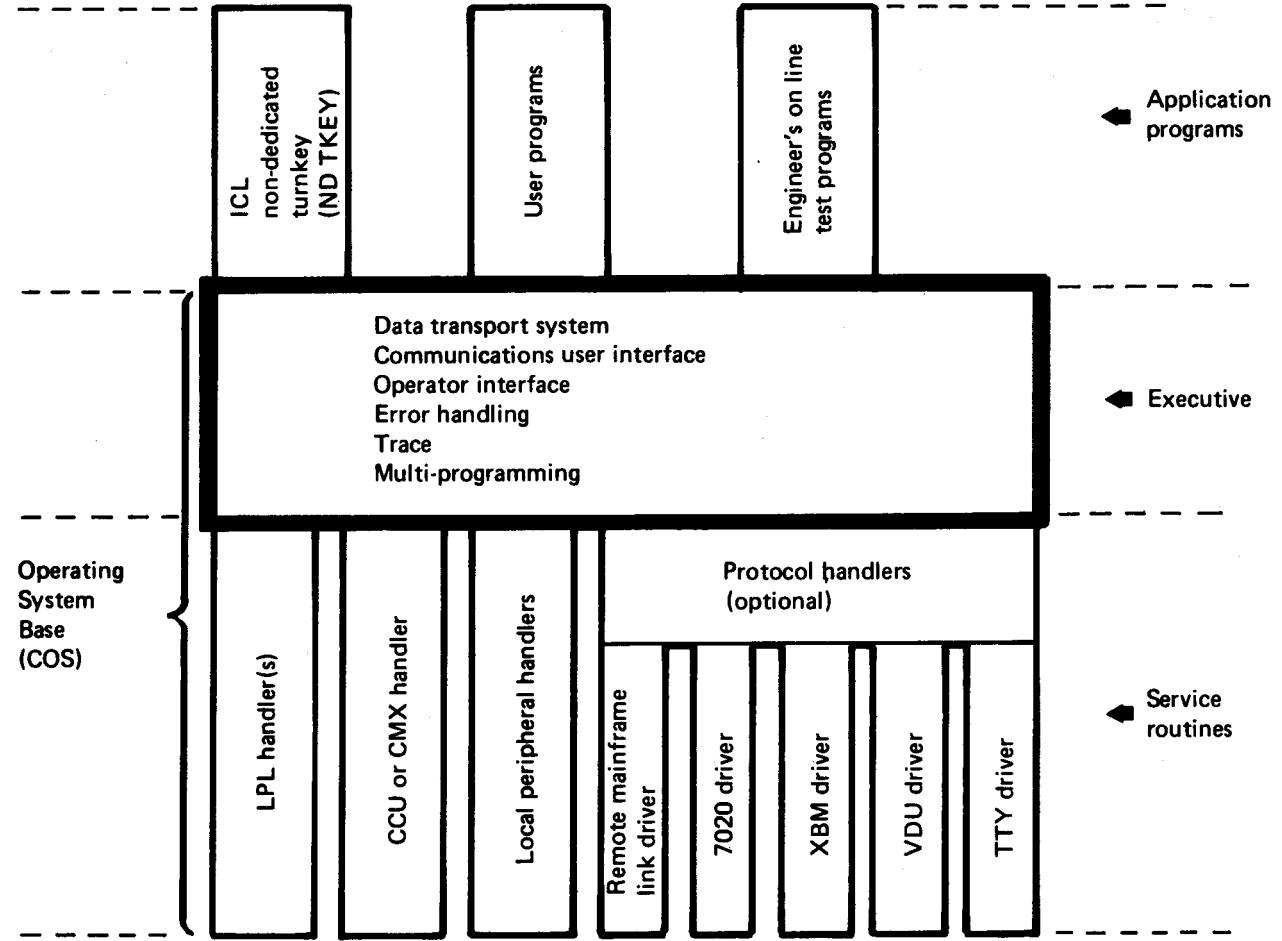 ICL
non-dedicated
turnkey
(ND TKEY)
User programs
Engineer's on line
test programs
Application
programs
Data transport system
Communications user interface
Operator interface
Error handling
Trace
Multi-programming
Executive
Operating
System
Base
(COS)
LPL handler(s)
CCU or CMX handler
Local peripheral handlers
Protocol handlers
(optional)
Remote mainframe
link driver
7020 driver
XBM driver
VDU driver
TTY driver
Service
routines